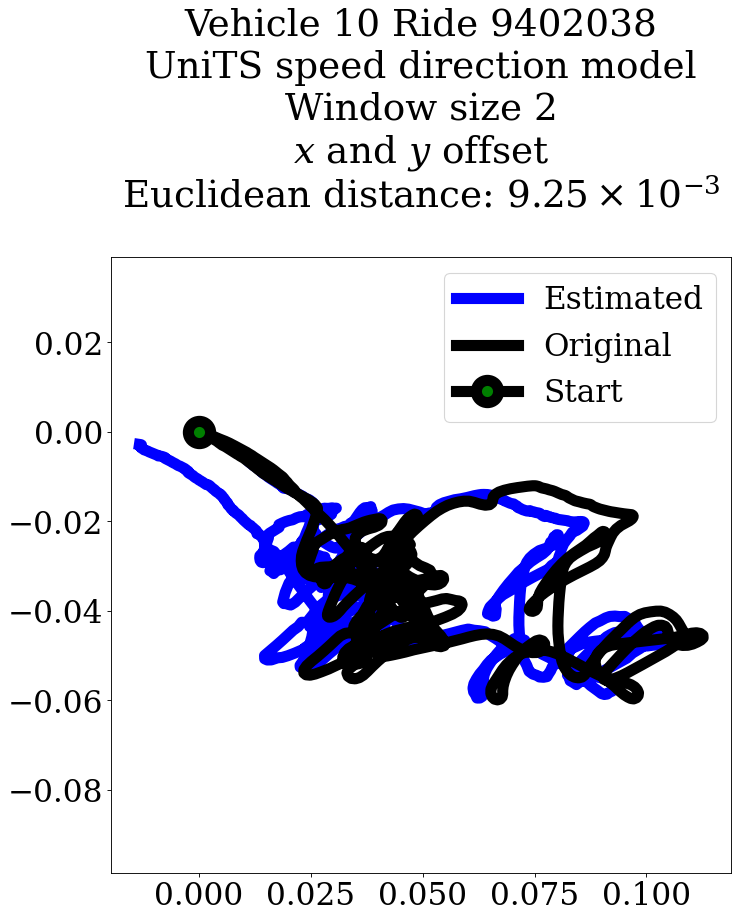 Vehicle 10 Ride 9402038
UniTS speed direction model
Window size 2
x and y offset
Euclidean distance: 9.25 × 10⁻³
Estimated
Original
Start
0.02
0.00
−0.02
−0.04
−0.06
−0.08
0.000 0.025 0.050 0.075 0.100